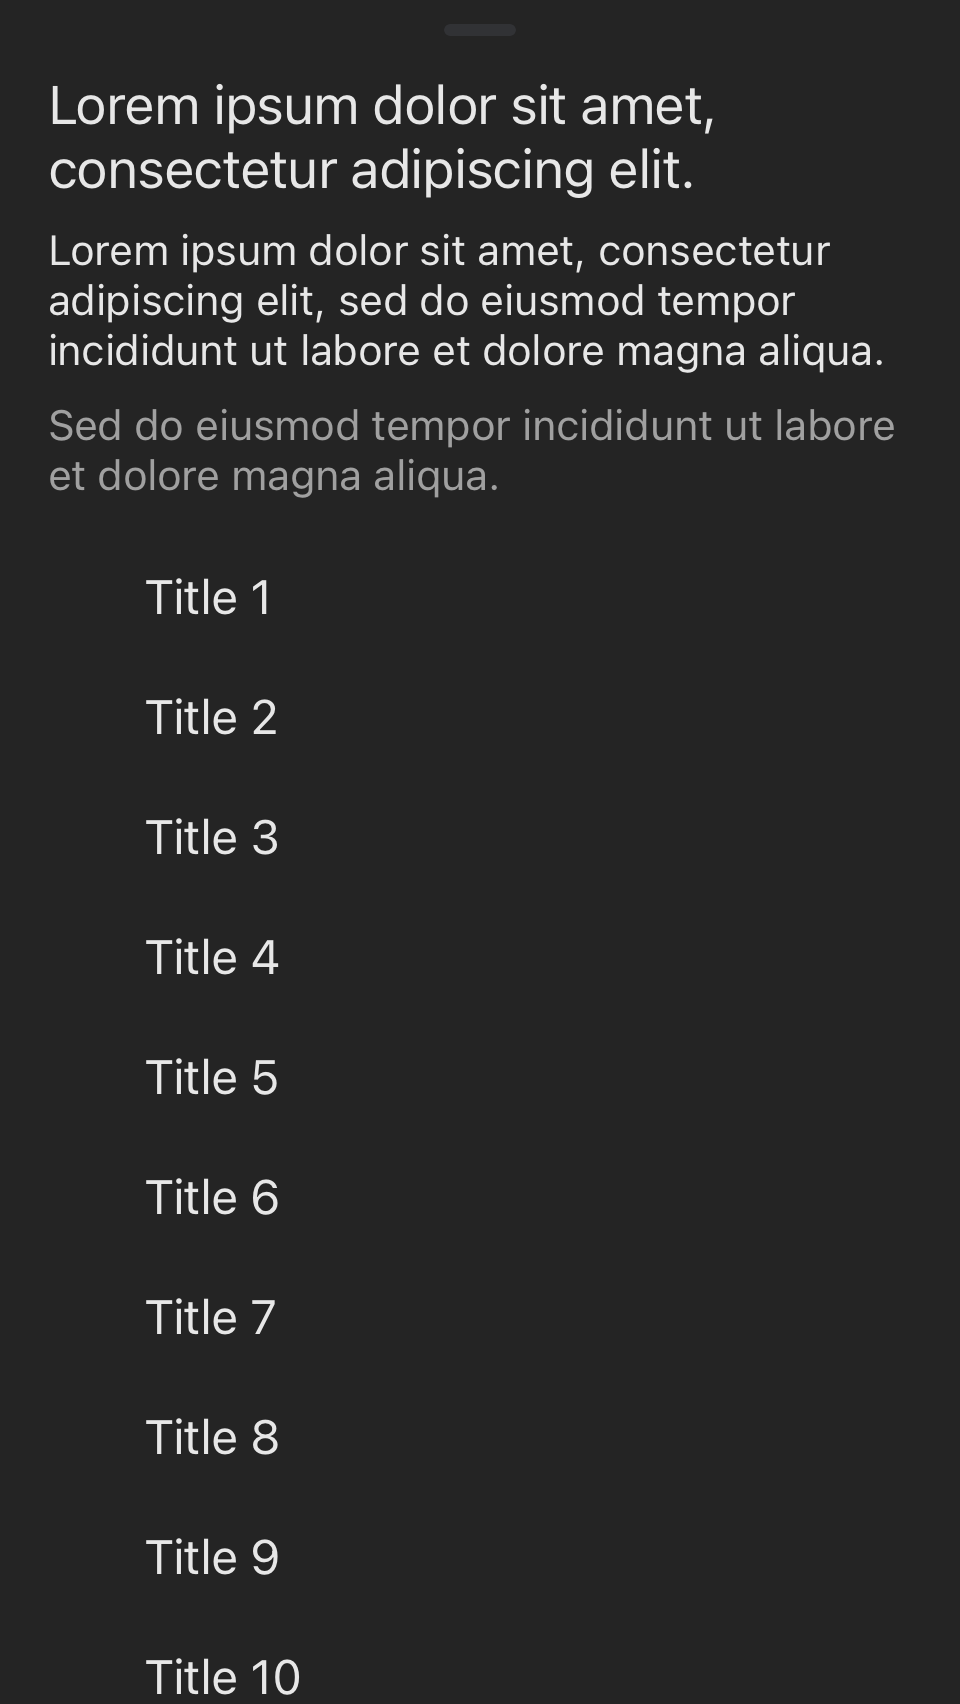 Lorem ipsum dolor sit amet,
consectetur adipiscing elit.
Lorem ipsum dolor sit amet, consectetur
adipiscing elit, sed do eiusmod tempor
incididunt ut labore et dolore magna aliqua.
Sed do eiusmod tempor incididunt ut labore
et dolore magna aliqua.
Title 1
Title 2
Title 3
Title 4
Title 5
Title 6
Title 7
Title 8
Title 9
Title 10